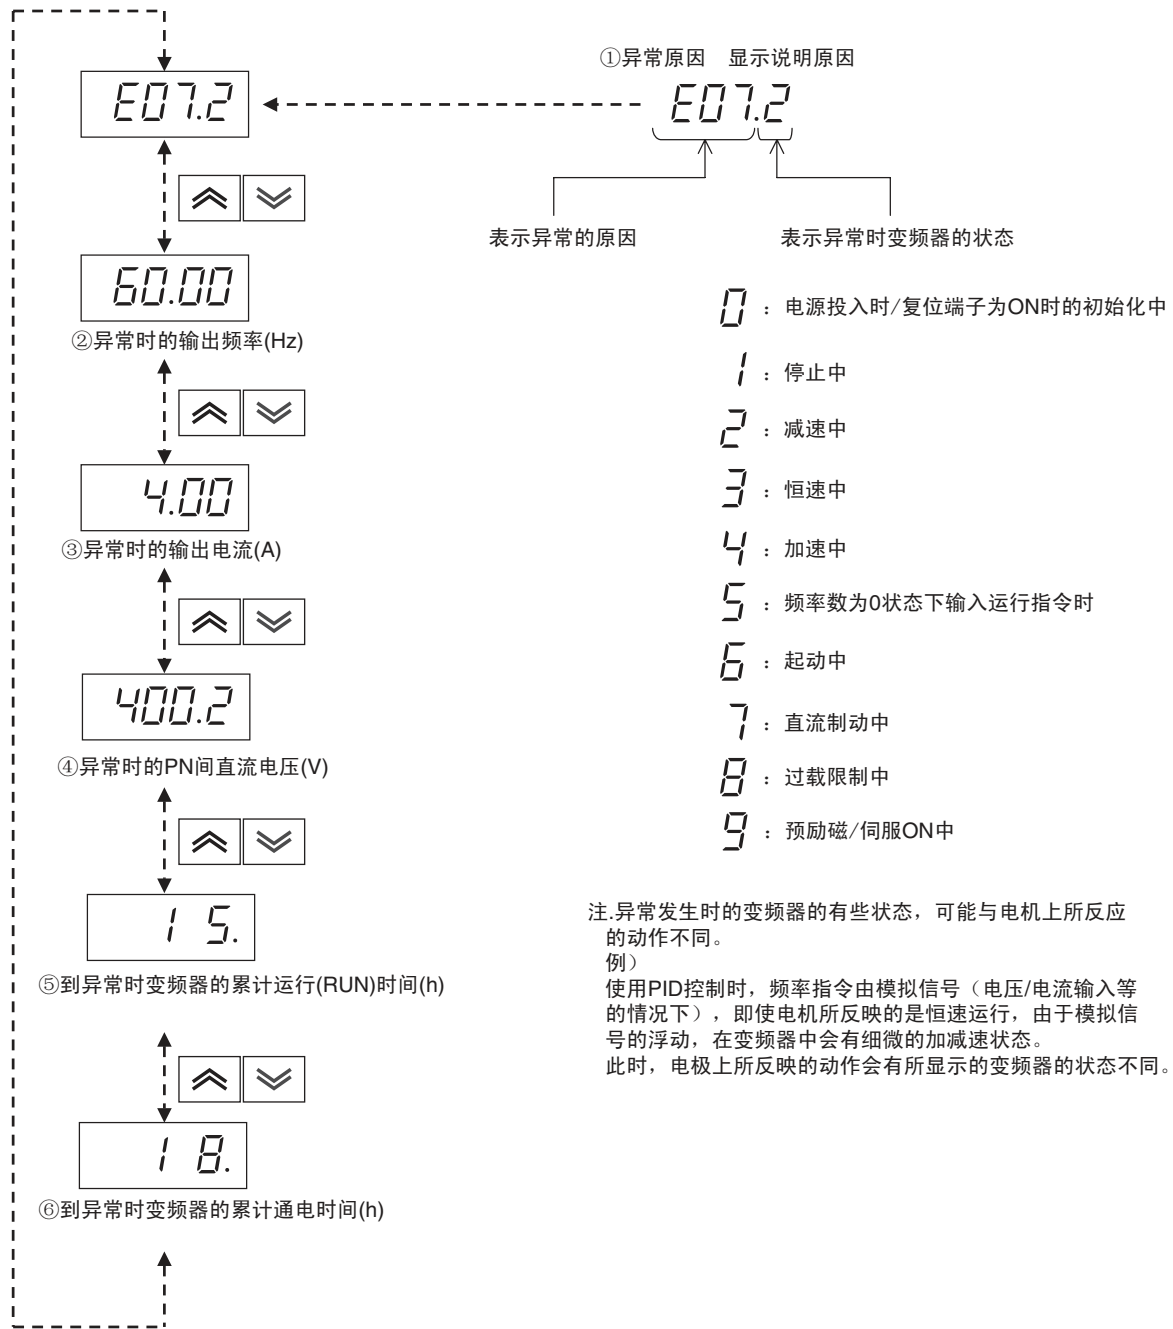 ①异常原因　显示说明原因
E07.2
E07.2
表示异常的原因
表示异常时变频器的状态
60.00
②异常时的输出频率(Hz)
4.00
③异常时的输出电流(A)
400.2
④异常时的PN间直流电压(V)
1 5.
⑤到异常时变频器的累计运行(RUN)时间(h)
1 8.
⑥到异常时变频器的累计通电时间(h)
0：电源投入时/复位端子为ON时的初始化中
1：停止中
2：减速中
3：恒速中
4：加速中
5：频率数为0状态下输入运行指令时
6：起动中
7：直流制动中
8：过载限制中
9：预励磁/伺服ON中
注.异常发生时的变频器的有些状态，可能与电机上所反应
的动作不同。
例）
使用PID控制时，频率指令由模拟信号（电压/电流输入等
的情况下），即使电机所反映的是恒速运行，由于模拟信
号的浮动，在变频器中会有细微的加减速状态。
此时，电极上所反映的动作会有所显示的变频器的状态不同。